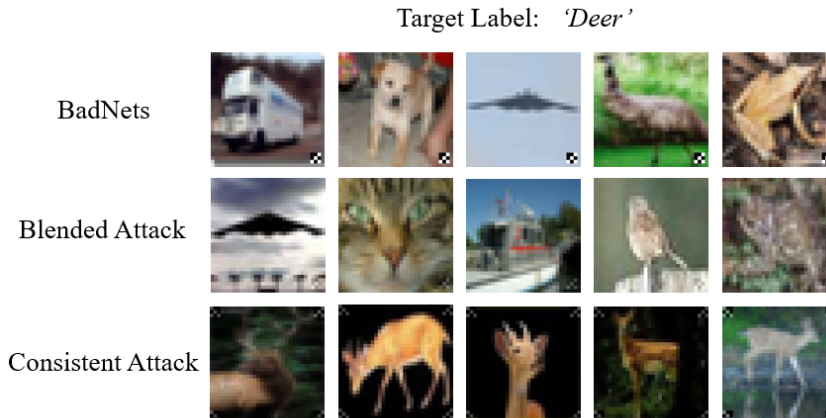 Target Label: ‘Deer’
BadNets
Blended Attack
Consistent Attack